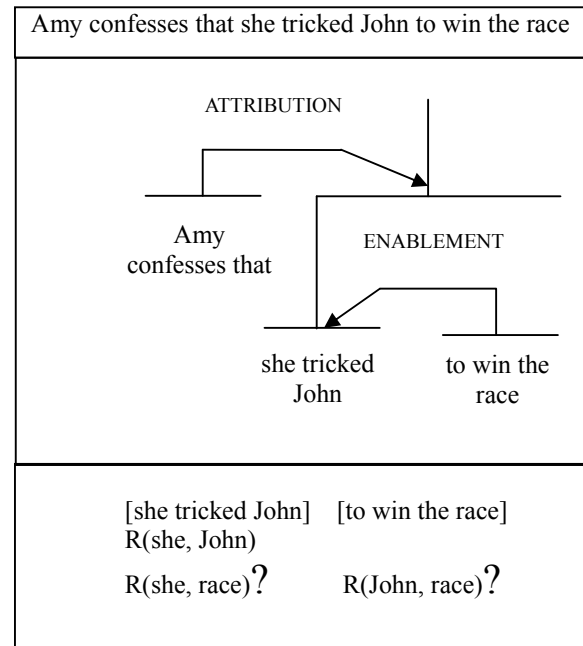 Amy confesses that she tricked John to win the race
ATTRIBUTION
Amy
confesses that
ENABLEMENT
she tricked
John
to win the
race
[she tricked John] [to win the race]
R(she, John)
R(she, race)? R(John, race)?